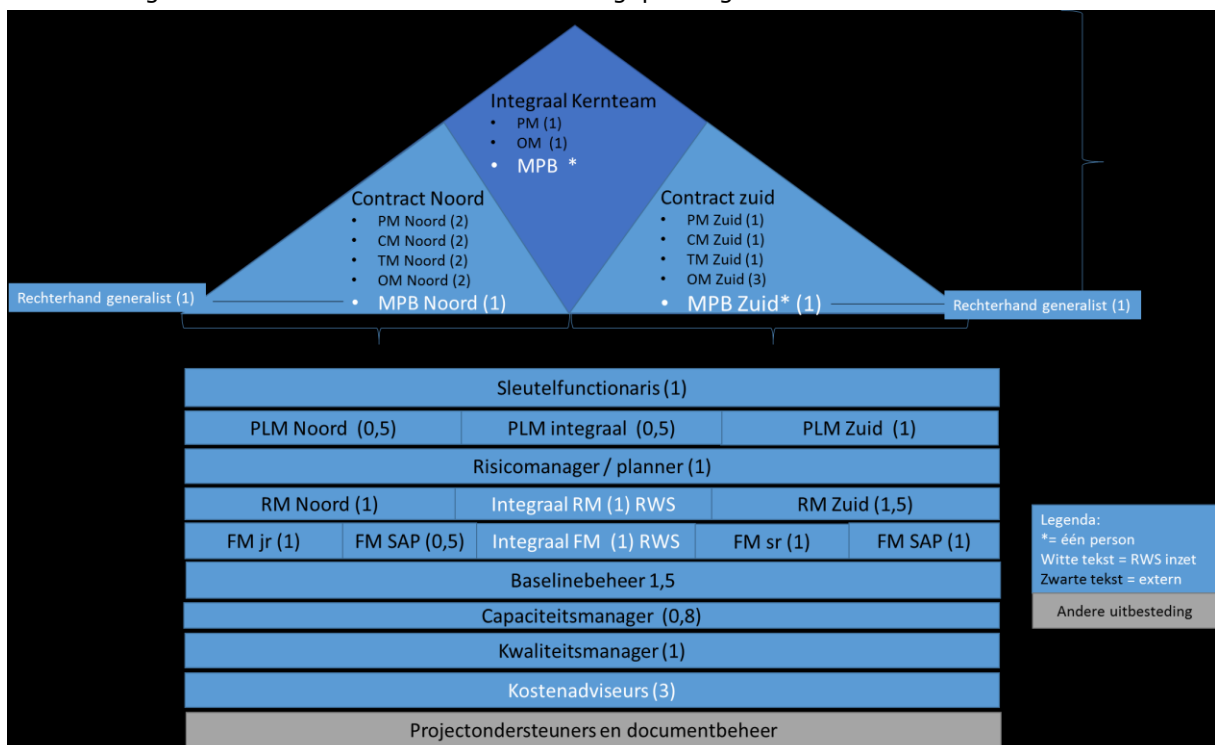 Integraal Kernteam
• PM (1)
• OM (1)
• MPB *
Contract Noord
• PM Noord (2)
• CM Noord (2)
• TM Noord (2)
• OM Noord (2)
• MPB Noord (1)
Contract zuid
• PM Zuid (1)
• CM Zuid (1)
• TM Zuid (1)
• OM Zuid (3)
• MPB Zuid* (1)
Rechterhand generalist (1)
Rechterhand generalist (1)
Sleutelfunctionaris (1)
PLM Noord (0,5) PLM integraal (0,5) PLM Zuid (1)
Risicomanager / planner (1)
RM Noord (1) Integraal RM (1) RWS RM Zuid (1,5)
FM jr (1) FM SAP (0,5) Integraal FM (1) RWS FM sr (1) FM SAP (1)
Baselinebeheer 1,5
Capaciteitsmanager (0,8)
Kwaliteitsmanager (1)
Kostenadviseurs (3)
Projectondersteuners en documentbeheer
Legenda:
*= één person
Witte tekst = RWS inzet
Zwarte tekst = extern
Andere uitbesteding